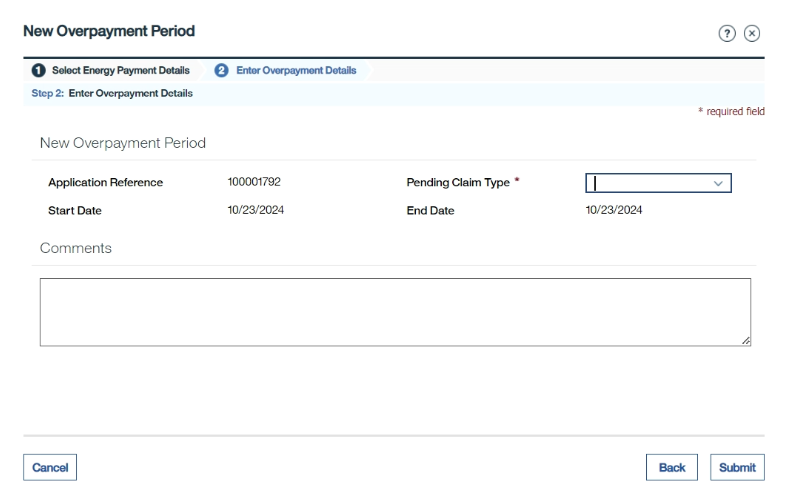 New Overpayment Period
?
1 Select Energy Payment Details 2 Enter Overpayment Details
Step 2: Enter Overpayment Details
* required field
New Overpayment Period
Application Reference 100001792 Pending Claim Type *
Start Date 10/23/2024 End Date 10/23/2024
Comments
Cancel Back Submit